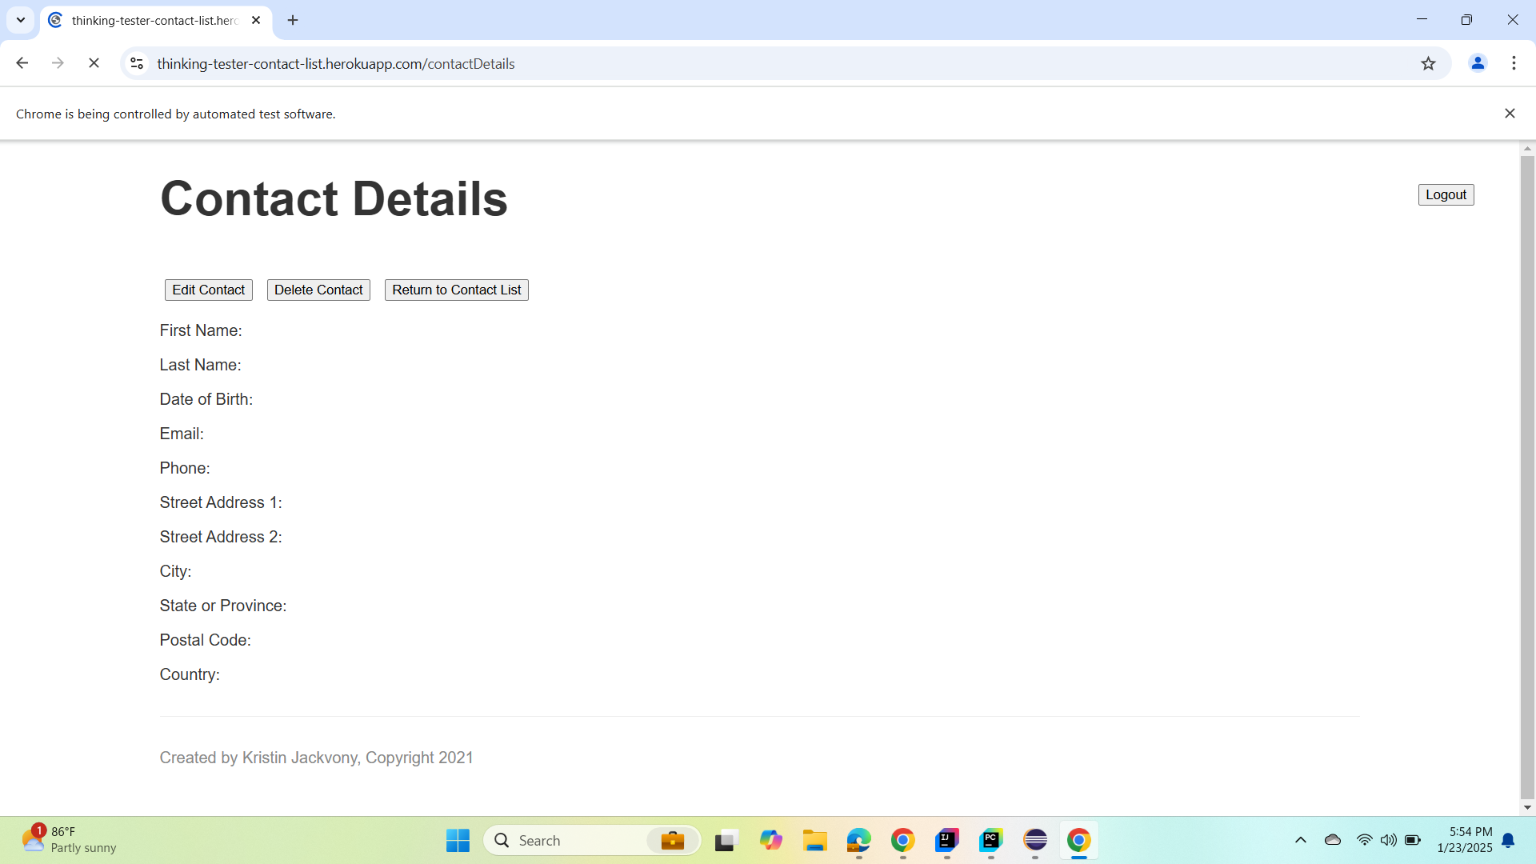 thinking-tester-contact-list.herc
thinking-tester-contact-list.herokuapp.com/contactDetails
Chrome is being controlled by automated test software.
Contact Details
Logout
Edit Contact
Delete Contact
Return to Contact List
First Name:
Last Name:
Date of Birth:
Email:
Phone:
Street Address 1:
Street Address 2:
City:
State or Province:
Postal Code:
Country:
Created by Kristin Jackvony, Copyright 2021
1
86°F
Partly sunny
Search
IJ
PC
5:54 PM
1/23/2025